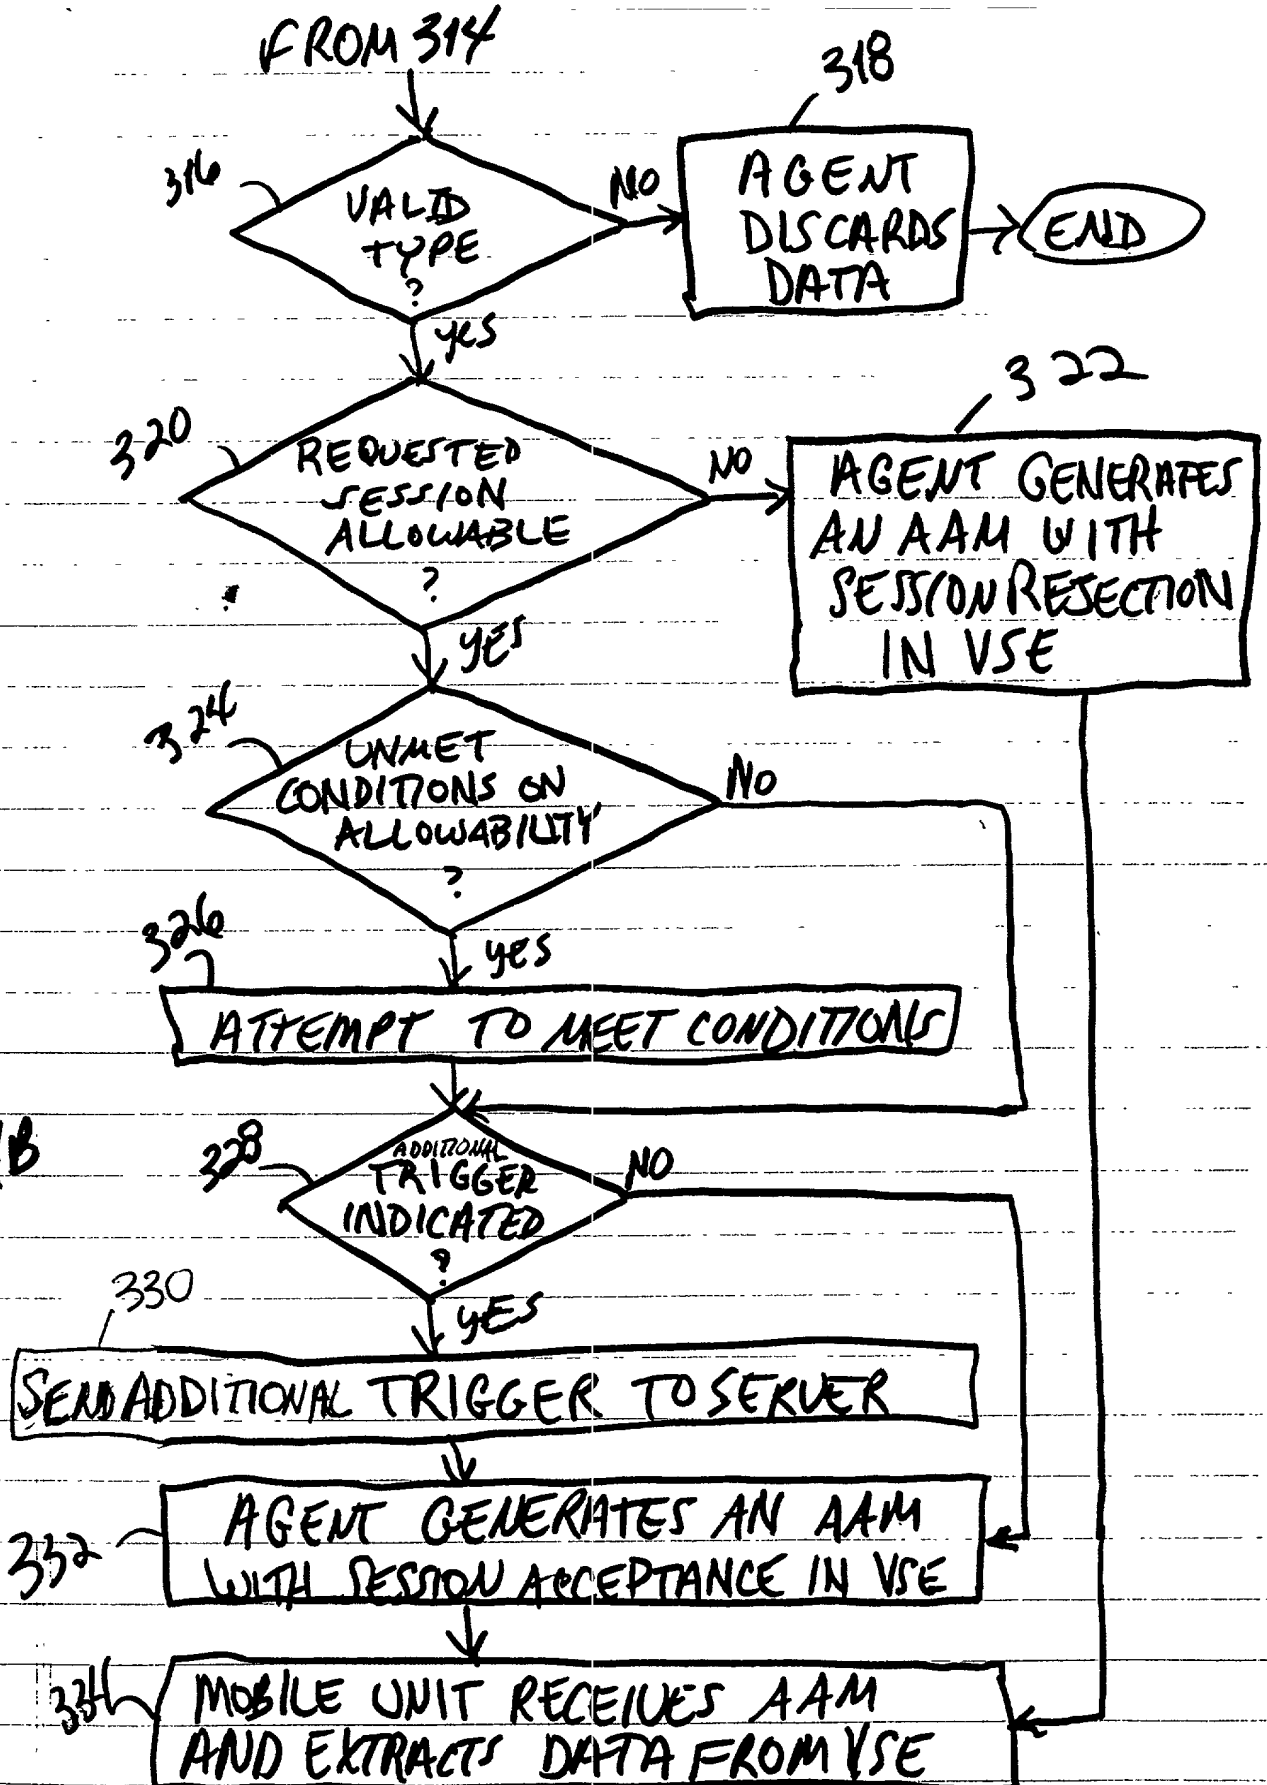 FROM 314
318
316
VALID
TYPE
?
NO
AGENT
DISCARDS
DATA
END
yes
322
320
REQUESTED
SESSION
ALLOWABLE
?
NO
AGENT GENERATES
AN AAM WITH
SESSION REJECTION
IN VSE
YES
324
UNMET
CONDITIONS ON
ALLOWABILITY
?
NO
326
yes
ATTEMPT TO MEET CONDITIONS
B
328
ADDITIONAL
TRIGGER
INDICATED
?
NO
330
YES
SEND ADDITIONAL TRIGGER TO SERVER
332
AGENT GENERATES AN AAM
WITH SESSION ACCEPTANCE IN VSE
334
MOBILE UNIT RECEIVES AAM
AND EXTRACTS DATA FROM VSE